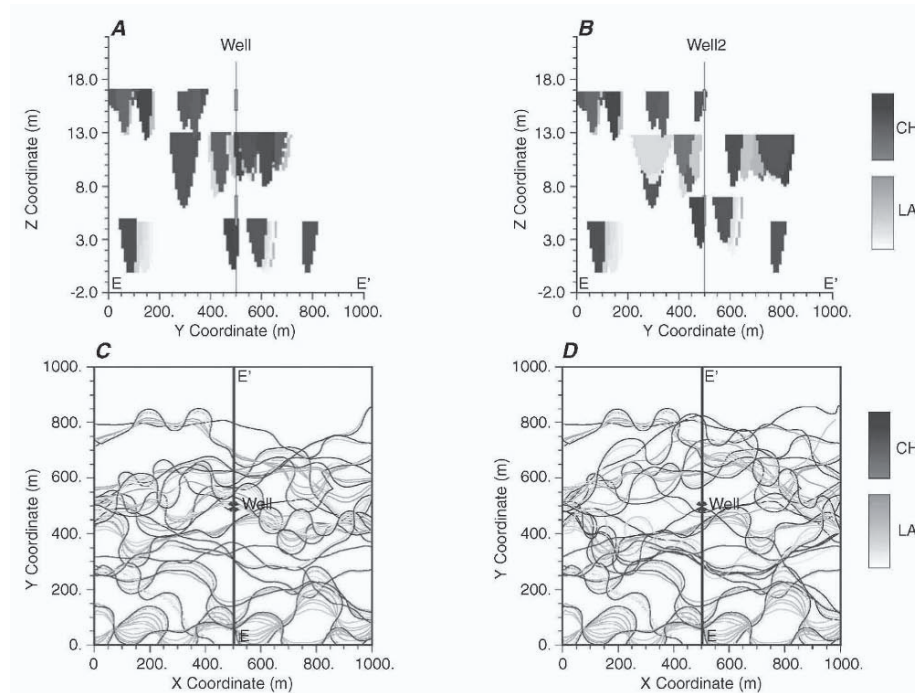 A
Well
18.0
13.0
8.0
3.0
-2.0
Z Coordinate (m)
E
E'
0. 200. 400. 600. 800. 1000.
Y Coordinate (m)
B
Well2
18.0
13.0
8.0
3.0
-2.0
Z Coordinate (m)
E
E'
0. 200. 400. 600. 800. 1000.
Y Coordinate (m)
CH
LA
C
1000.
800.
600.
400.
200.
0.
Y Coordinate (m)
E'
Well
E
0 200. 400. 600. 800. 1000.
X Coordinate (m)
D
1000.
800.
600.
400.
200.
0.
Y Coordinate (m)
E'
Well
E
0 200. 400. 600. 800. 1000.
X Coordinate (m)
CH
LA